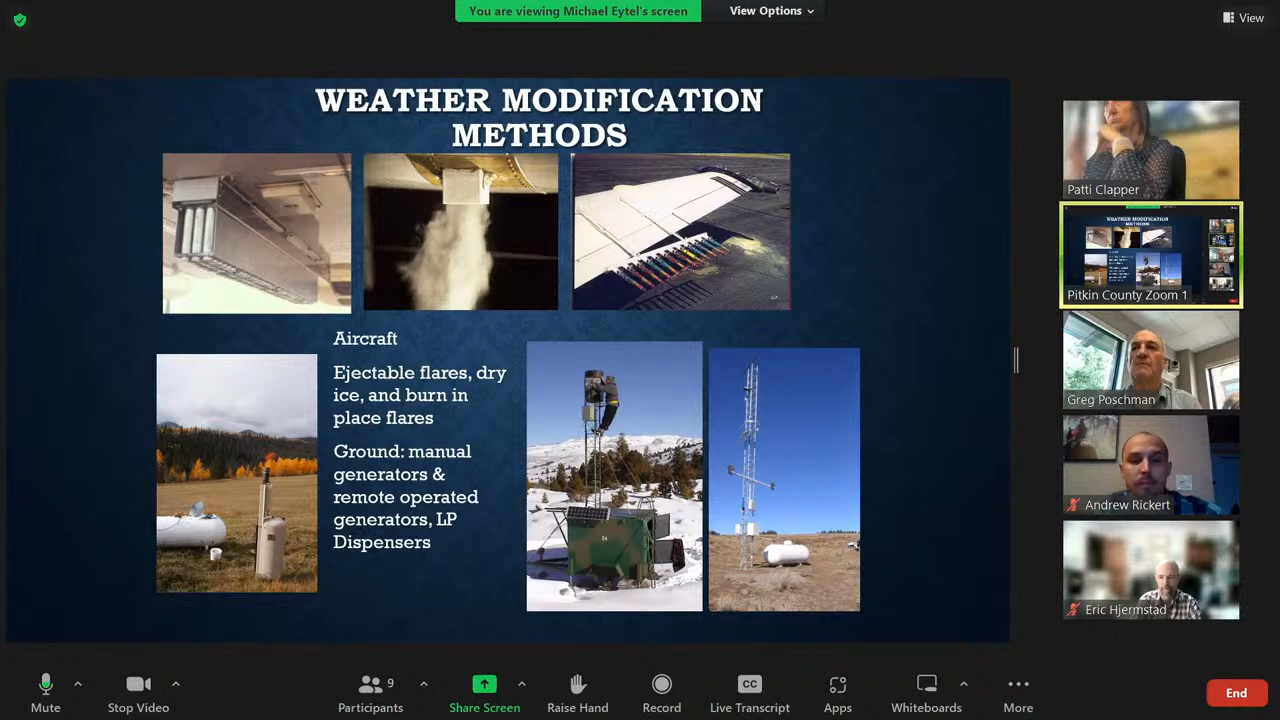 You are viewing Michael Eytel's screen
View Options
View
WEATHER MODIFICATION
METHODS
Aircraft
Ejectable flares, dry
ice, and burn in
place flares
Ground: manual
generators &
remote operated
generators, LP
Dispensers
Patti Clapper
WEATHER MODIFICATION
METHODS
Pitkin County Zoom 1
Greg Poschman
Andrew Rickert
Eric Hjermstad
Mute
Stop Video
Participants
9
Share Screen
Raise Hand
Record
CC
Live Transcript
Apps
Whiteboards
More
End